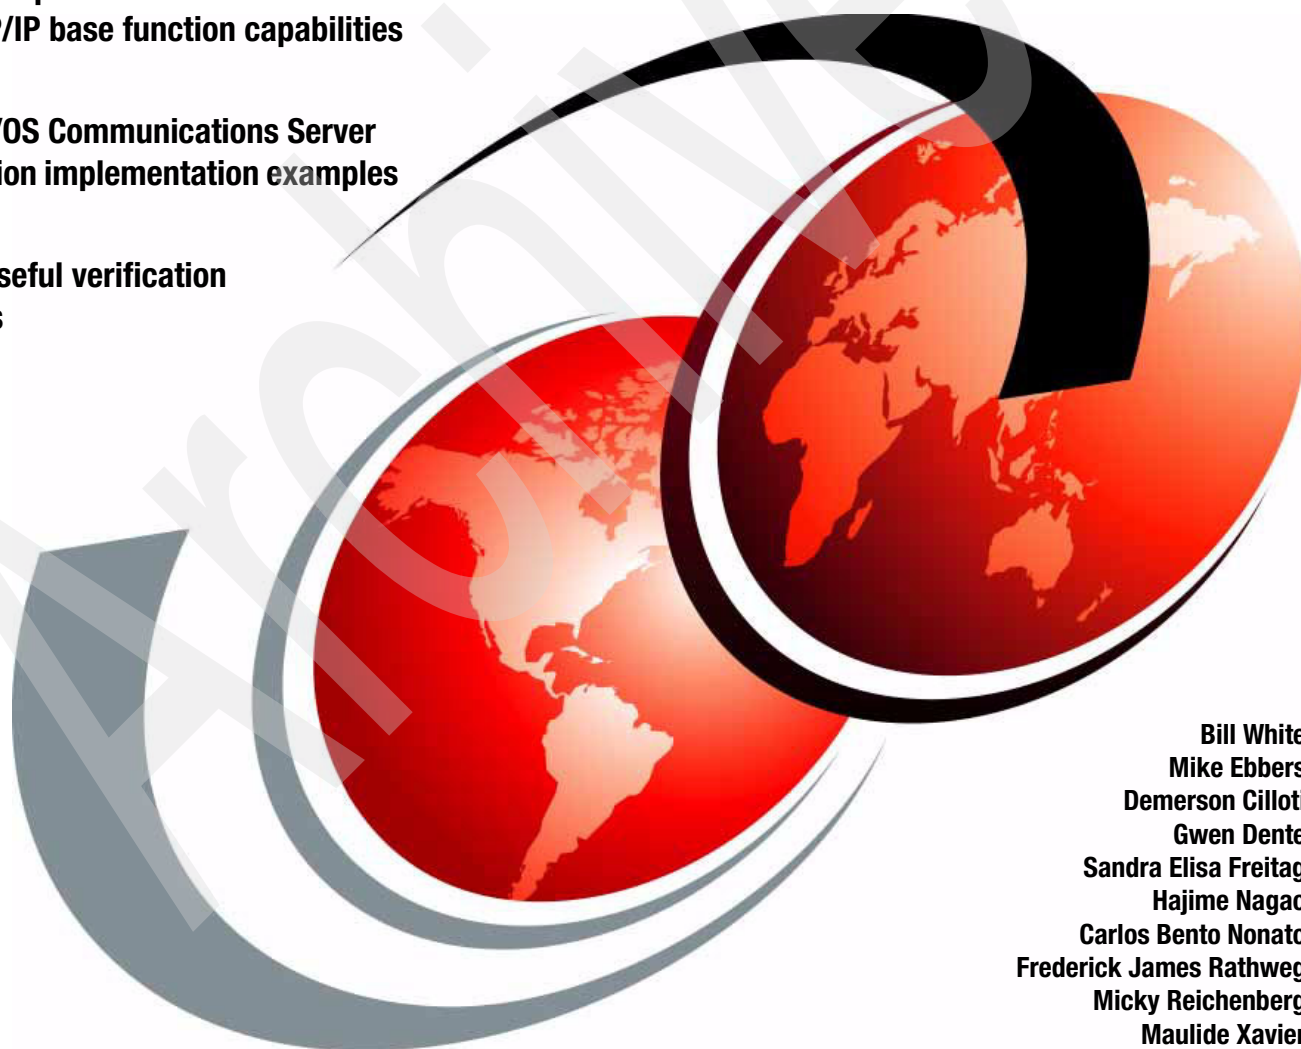 P/IP base function capabilities
/OS Communications Server
ion implementation examples
seful verification
s
Bill White
Mike Ebbers
Demerson Cilloti
Gwen Dente
Sandra Elisa Freitag
Hajime Nagao
Carlos Bento Nonato
Frederick James Rathweg
Micky Reichenberg
Maulide Xavier